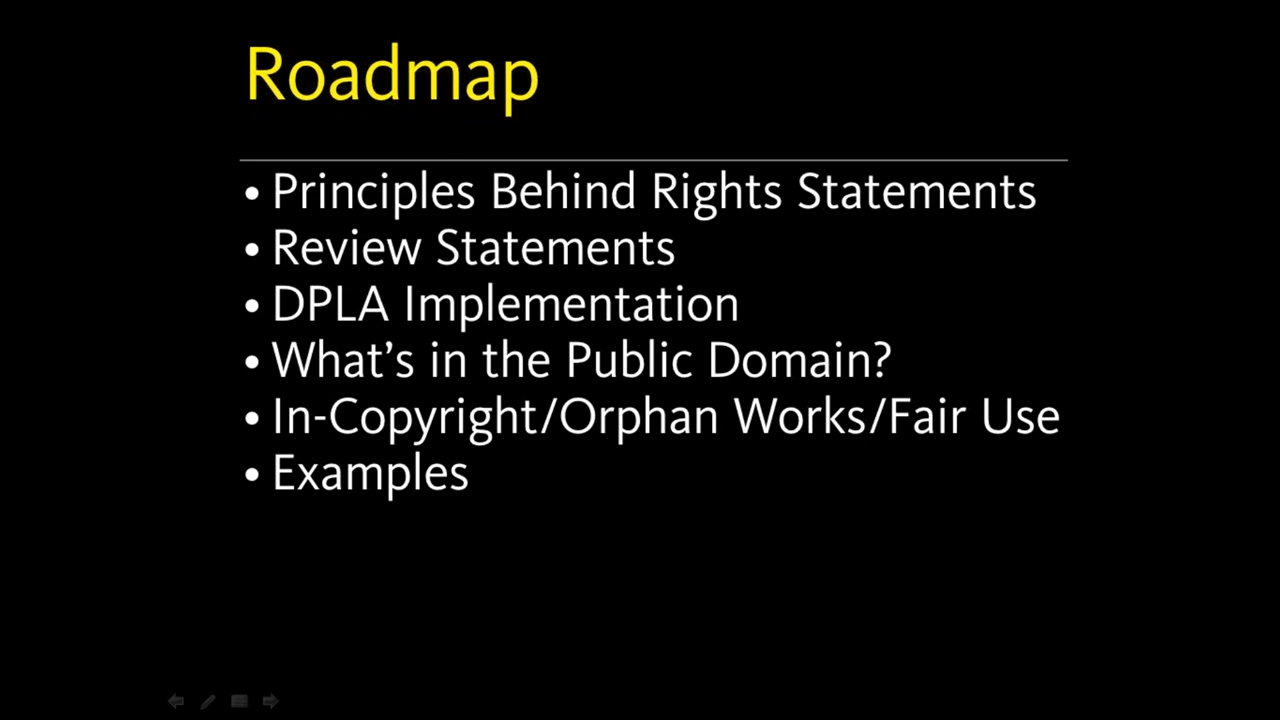 Roadmap
• Principles Behind Rights Statements
• Review Statements
• DPLA Implementation
• What’s in the Public Domain?
• In-Copyright/Orphan Works/Fair Use
• Examples